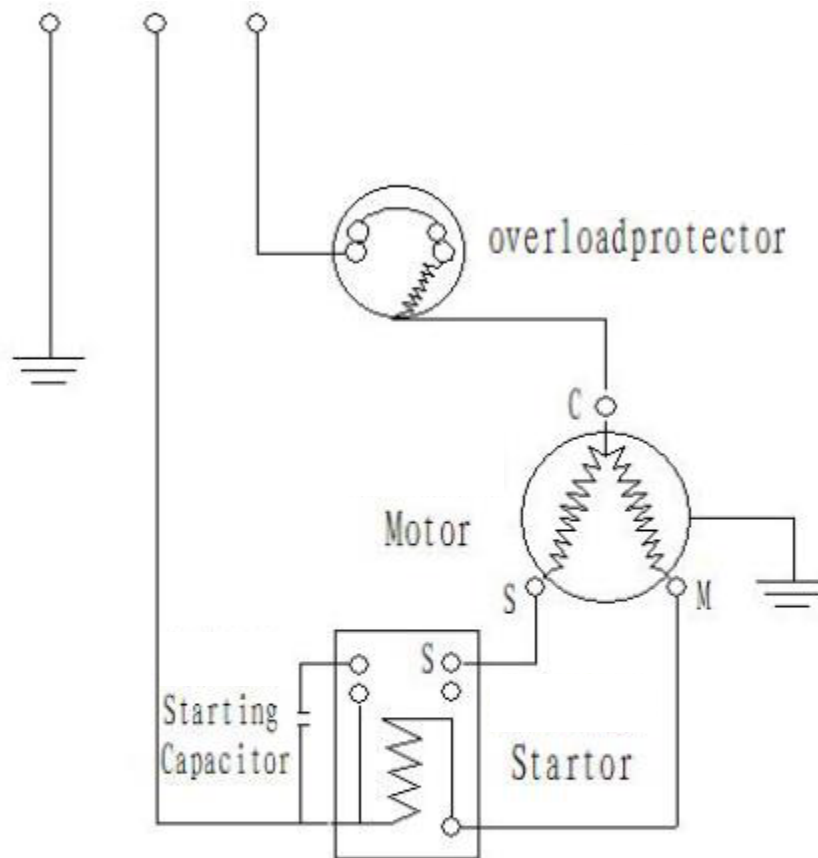 overloadprotector
C
Motor
S
M
S
Starting
Capacitor
Startor